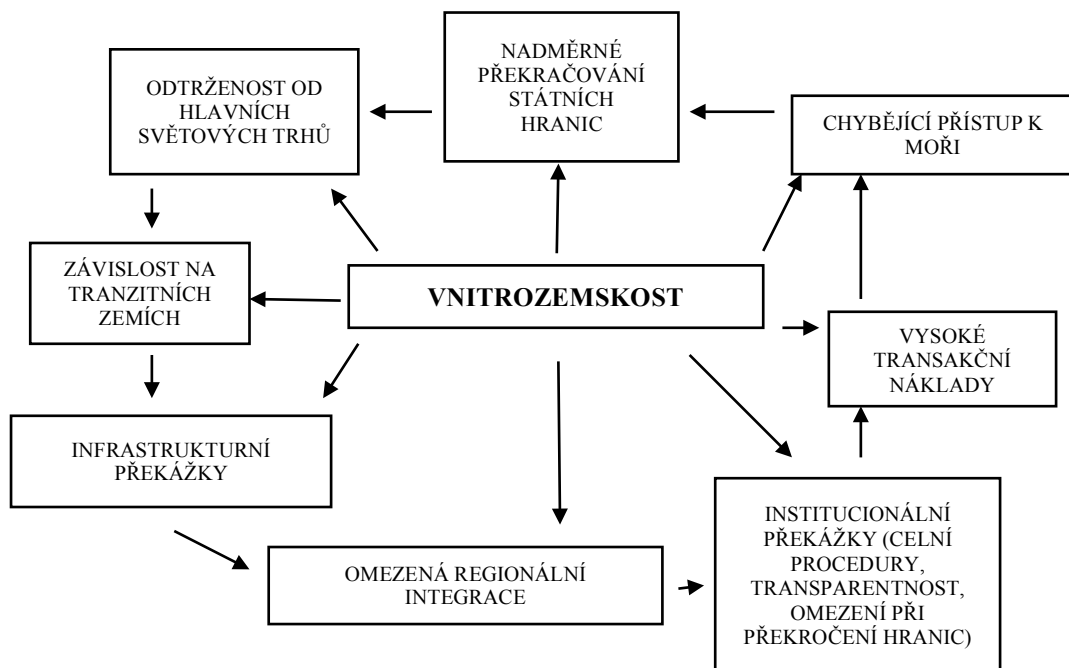 NADMĚRNÉ
PŘEKRAČOVÁNÍ
STÁTNÍCH
HRANIC
ODTRŽENOST OD
HLAVNÍCH
SVĚTOVÝCH TRHŮ
CHYBĚJÍCÍ PŘÍSTUP K
MOŘI
ZÁVISLOST NA
TRANZITNÍCH
ZEMÍCH
VNITROZEMSKOST
VYSOKÉ
TRANSAKČNÍ
NÁKLADY
INFRASTRUKTURNÍ
PŘEKÁŽKY
OMEZENÁ REGIONÁLNÍ
INTEGRACE
INSTITUCIONÁLNÍ
PŘEKÁŽKY (CELNÍ
PROCEDURY,
TRANSPARENTNOST,
OMEZENÍ PŘI
PŘEKROČENÍ HRANIC)